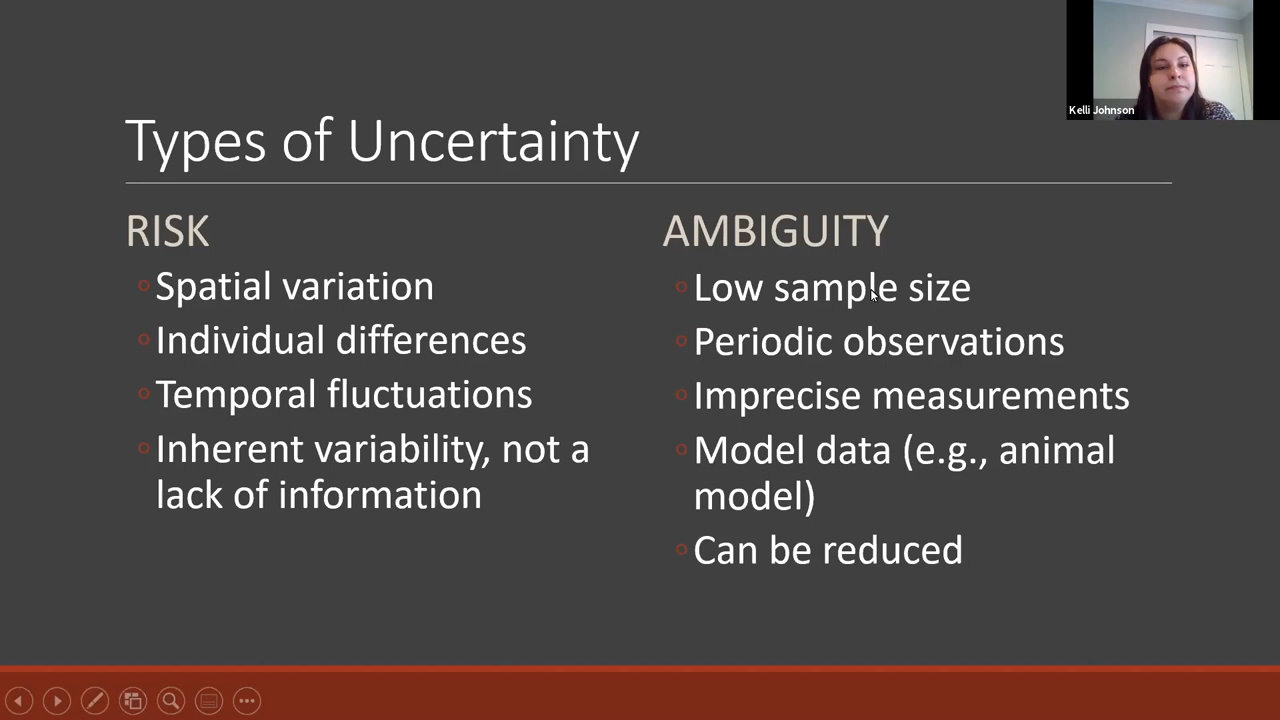 Kelli Johnson
Types of Uncertainty
RISK
Spatial variation
Individual differences
Temporal fluctuations
Inherent variability, not a
lack of information
AMBIGUITY
Low sample size
Periodic observations
Imprecise measurements
Model data (e.g., animal
model)
Can be reduced